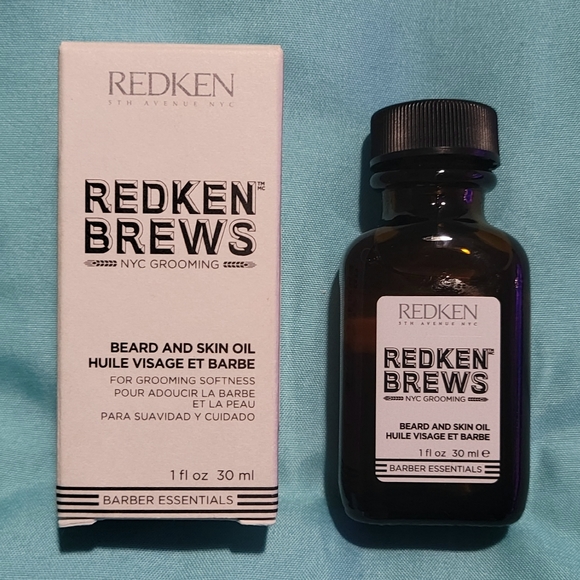 REDKEN
5TH AVENUE NYC
REDKEN™ MC
BREWS
NYC GROOMING
BEARD AND SKIN OIL
HUILE VISAGE ET BARBE
FOR GROOMING SOFTNESS
POUR ADOUCIR LA BARBE
ET LA PEAU
PARA SUAVIDAD Y CUIDADO
1 fl oz 30 ml
BARBER ESSENTIALS
REDKEN
5TH AVENUE NYC
REDKEN™
BREWS
NYC GROOMING
BEARD AND SKIN OIL
HUILE VISAGE ET BARBE
1 fl oz 30 ml e
BARBER ESSENTIALS